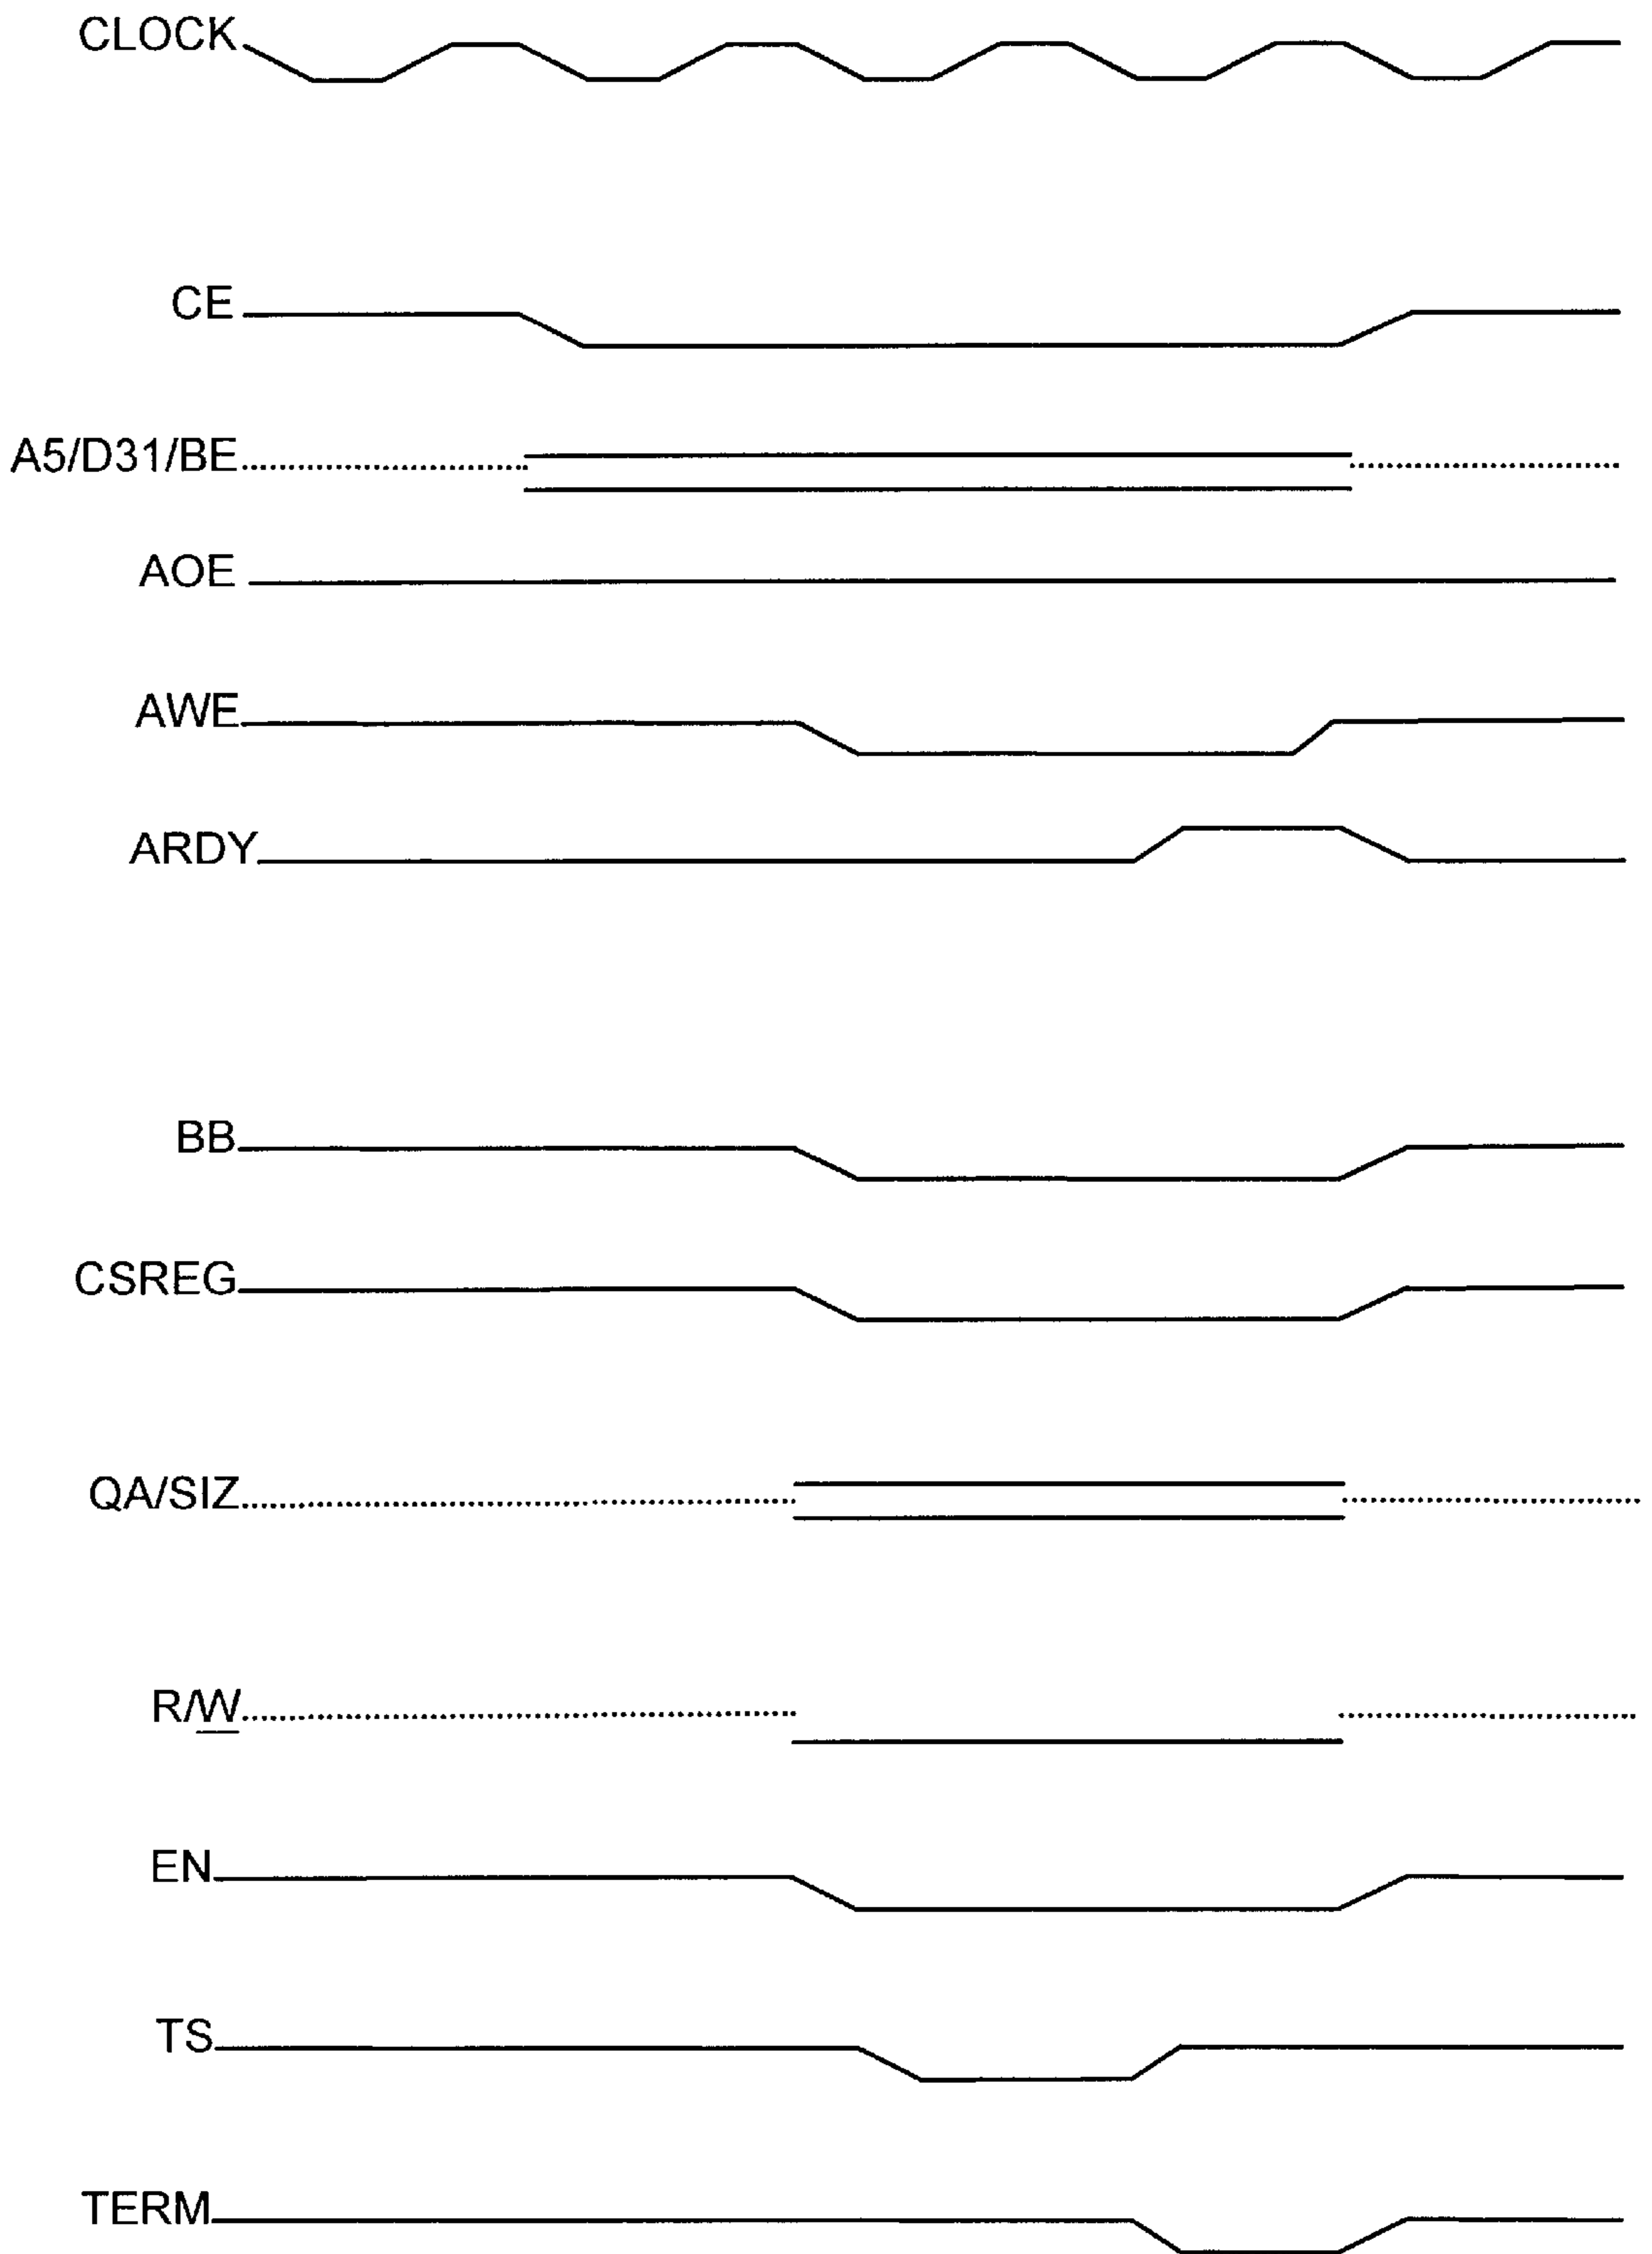 CLOCK
CE
A5/D31/BE
AOE
AWE
ARDY
BB
CSREG
QA/SIZ
R/W
EN
TS
TERM